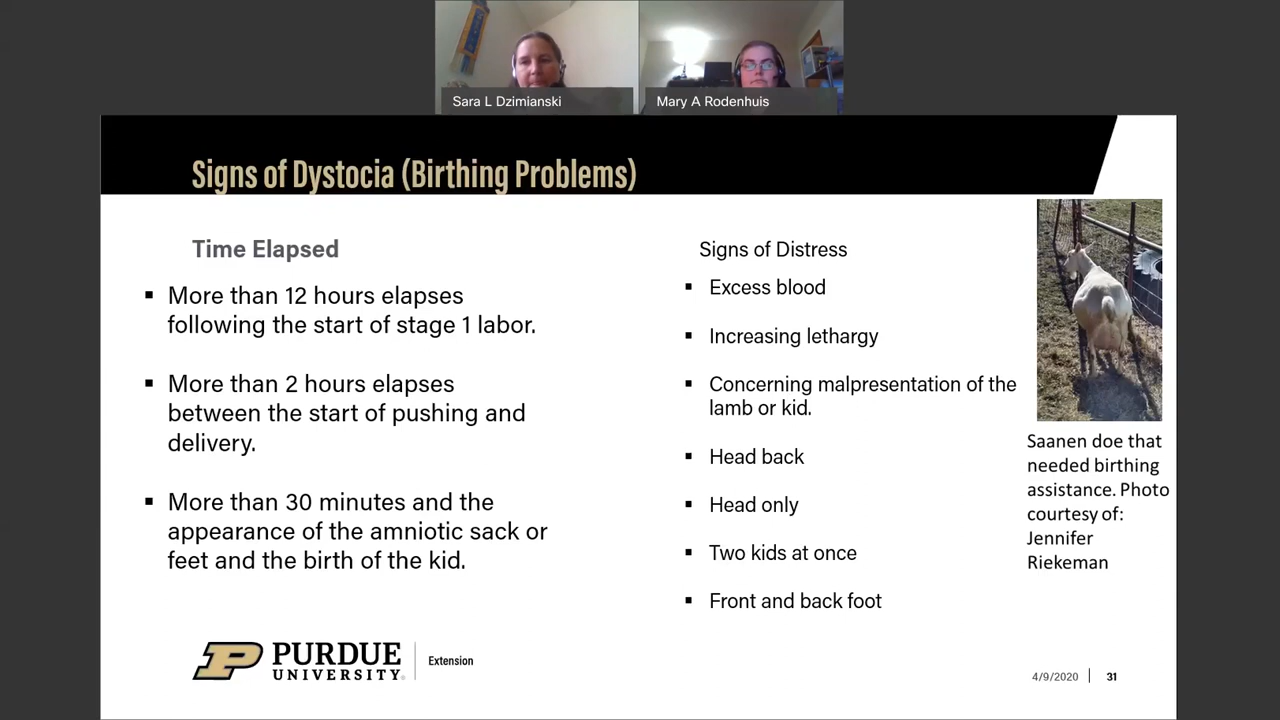 Sara L Dzimianski
Mary A Rodenhuis
Signs of Dystocia (Birthing Problems)
Time Elapsed
▪ More than 12 hours elapses
following the start of stage 1 labor.
▪ More than 2 hours elapses
between the start of pushing and
delivery.
▪ More than 30 minutes and the
appearance of the amniotic sack or
feet and the birth of the kid.
Signs of Distress
▪ Excess blood
▪ Increasing lethargy
▪ Concerning malpresentation of the
lamb or kid.
▪ Head back
▪ Head only
▪ Two kids at once
▪ Front and back foot
Saanen doe that
needed birthing
assistance. Photo
courtesy of:
Jennifer
Riekeman
P PURDUE
UNIVERSITY®
Extension
4/9/2020 | 31